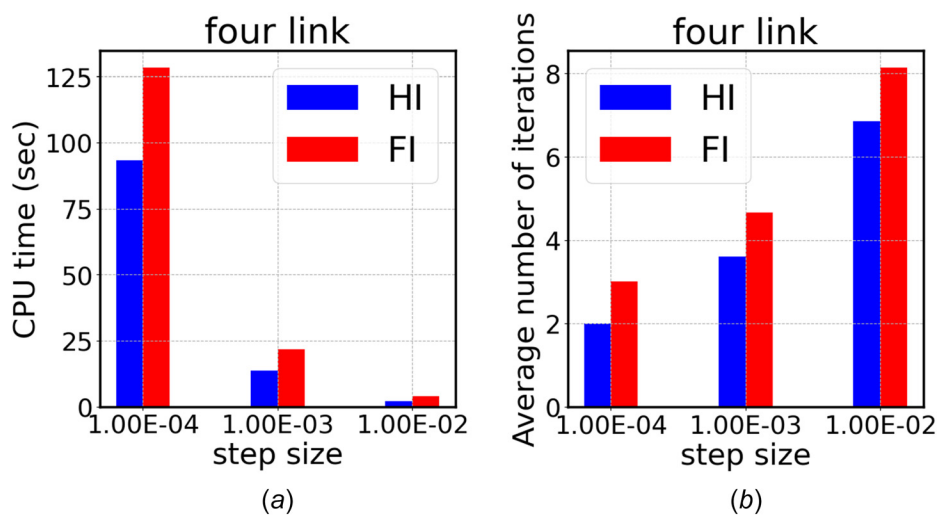 four link
CPU time (sec)
125
100
75
50
25
0
HI
FI
1.00E-04 1.00E-03 1.00E-02
step size
(a)
four link
Average number of iterations
8
6
4
2
0
HI
FI
1.00E-04 1.00E-03 1.00E-02
step size
(b)